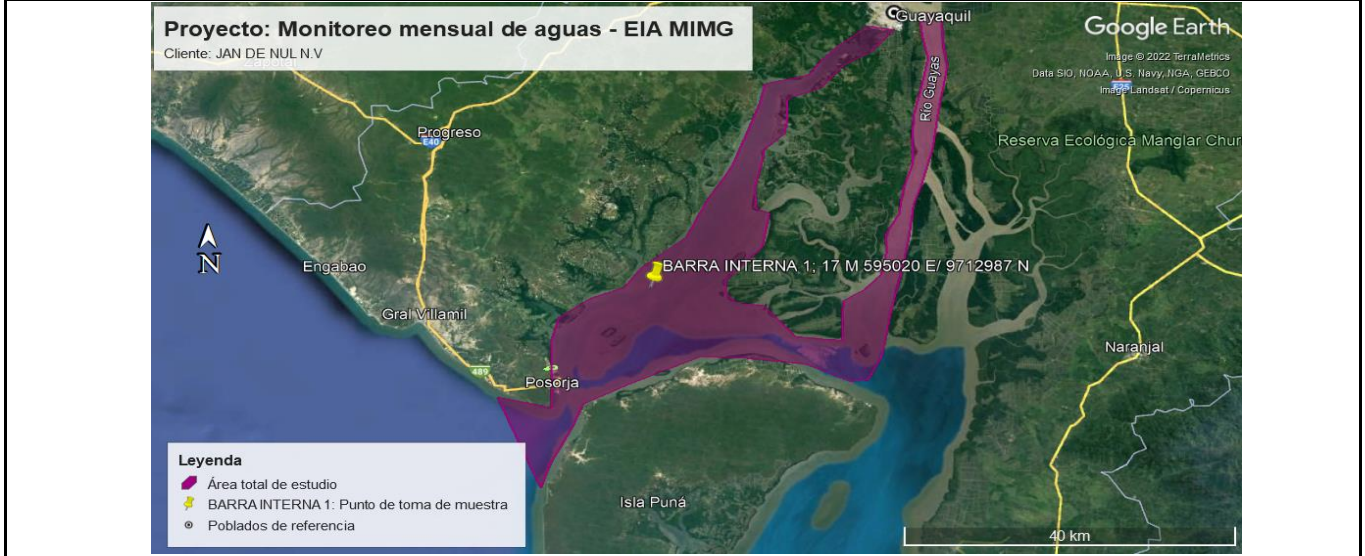 Proyecto: Monitoreo mensual de aguas - EIA MIMG
Cliente: JAN DE NUL N.V
Guayaquil
Google Earth
Image © 2022 TerraMetrics
Data SIO, NOAA, U.S. Navy, NGA, GEBCO
Image Landsat / Copernicus
E25
Río Guayas
Progreso
E40
Reserva Ecológica Manglar Chur
N
Engabao
BARRA INTERNA 1; 17 M 595020 E/ 9712987 N
Gral Villamil
Naranjal
489
Posorja
Isla Puná
Leyenda
Área total de estudio
BARRA INTERNA 1: Punto de toma de muestra
Poblados de referencia
40 km